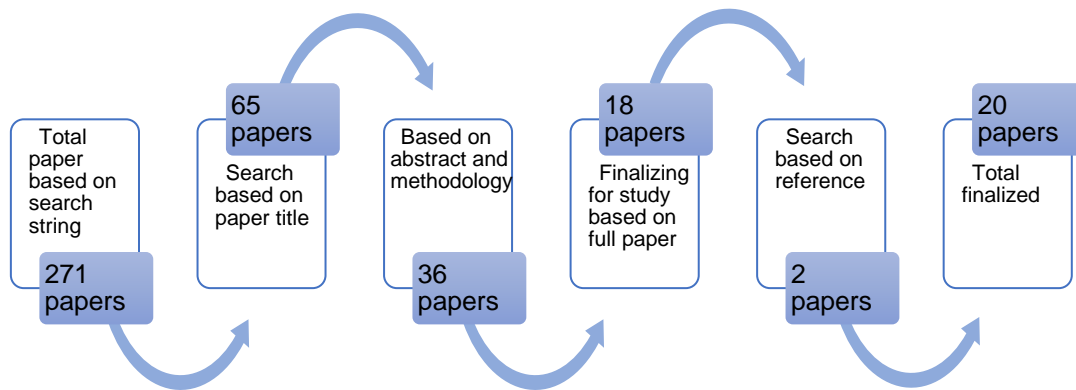 Total
paper
based on
search
string
271
papers
65
papers
Search
based on
paper title
Based on
abstract and
methodology
36
papers
18
papers
Finalizing
for study
based on
full paper
Search
based on
reference
2
papers
20
papers
Total
finalized